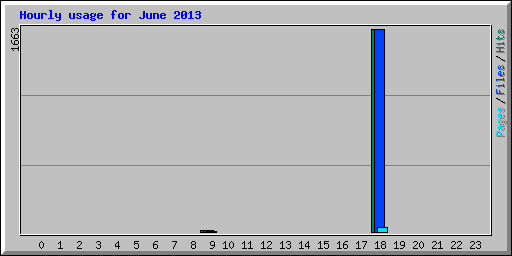 Hourly usage for June 2013
1663
0 1 2 3 4 5 6 7 8 9 10 11 12 13 14 15 16 17 18 19 20 21 22 23
Pages/Files/Hits